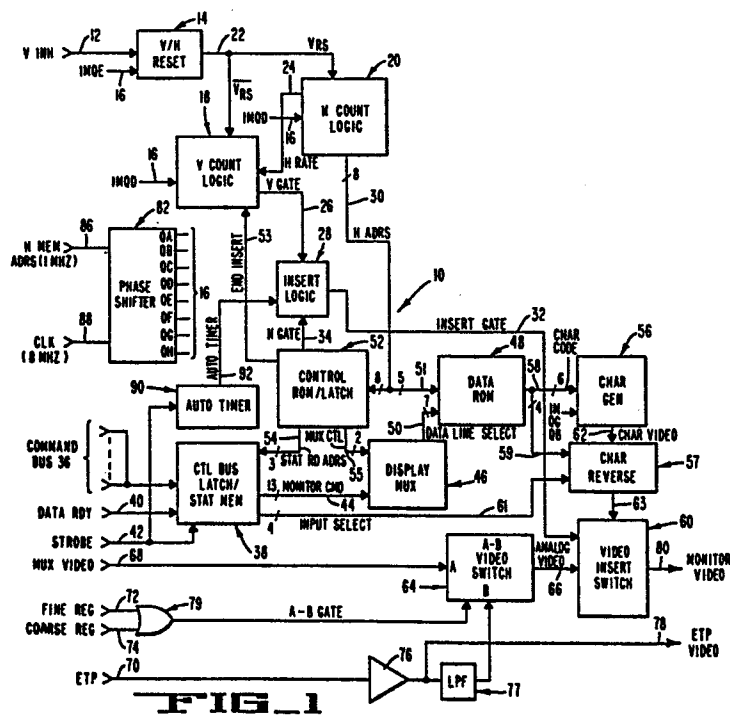 V INH
12
14
V/H
RESET
IMQE
16
22
VRS
VRS
20
24
H COUNT
LOGIC
IMQD
16
H RATE
18
V COUNT
LOGIC
16
IMQD
V GATE
26
8
30
H ADRS
53
END INSERT
82
86
H MEM
ADRS (1 MHZ)
PHASE
SHIFTER
OA
OB
OC
OD
OE
OF
OG
OH
16
88
CLK
(8 MHZ)
28
INSERT
LOGIC
10
32
INSERT GATE
34
H GATE
52
CONTROL
ROM/LATCH
AUTO TIMER
92
90
AUTO TIMER
8
5
51
48
DATA
ROM
58
CHAR
CODE
6
4
56
CHAR
GEN
7
50
DATA LINE SELECT
62
CHAR VIDEO
59
CHAR
REVERSE
57
63
COMMAND
BUS 36
54
MUX CTL
2
3
STAT RD ADRS
55
CTL BUS
LATCH/
STAT MEM
38
DISPLAY
MUX
46
13
MONITOR CMD
44
4
INPUT SELECT
61
DATA RDY
40
STROBE
42
MUX VIDEO
68
A-B
VIDEO
SWITCH
A
B
64
ANALOG
VIDEO
66
60
VIDEO
INSERT
SWITCH
80
MONITOR
VIDEO
FINE REG
72
COARSE REG
74
79
A-B GATE
78
ETP
VIDEO
ETP
70
76
LPF
77
FIG_1